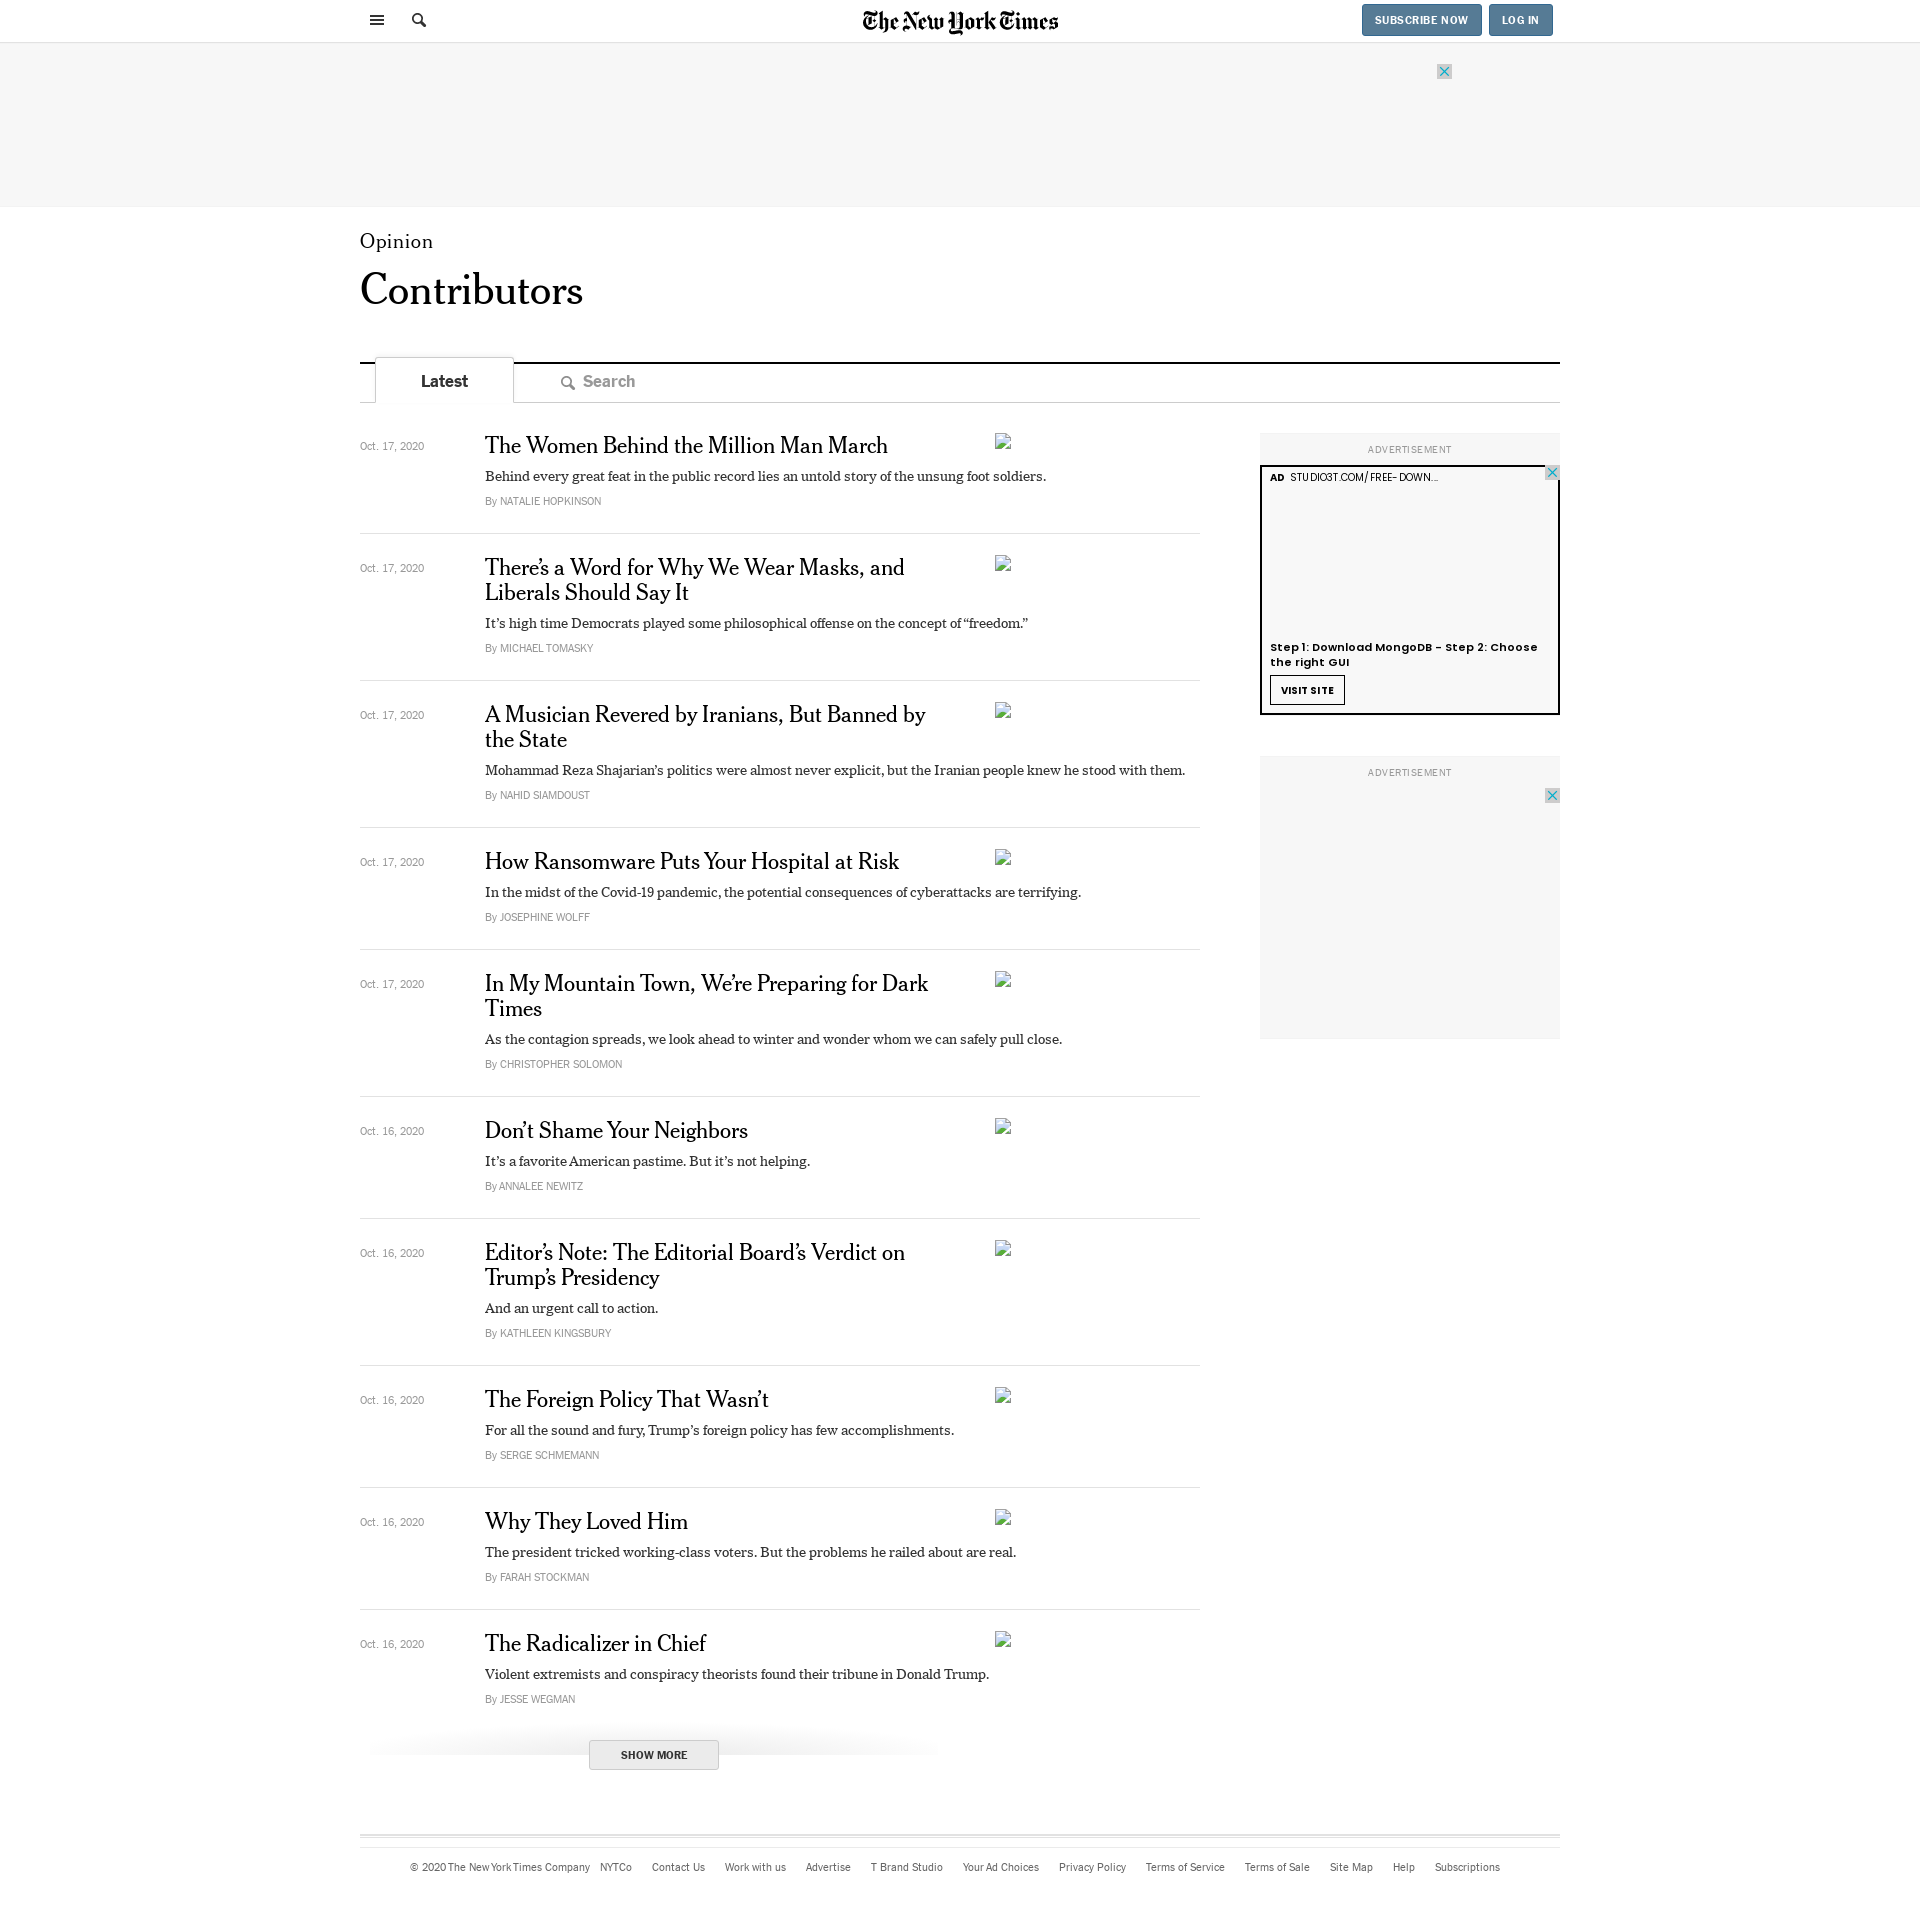 The New York Times
SUBSCRIBE NOW
LOG IN
Opinion
Contributors
Latest
Search
Oct. 17, 2020
The Women Behind the Million Man March
Behind every great feat in the public record lies an untold story of the unsung foot soldiers.
By NATALIE HOPKINSON
Oct. 17, 2020
There’s a Word for Why We Wear Masks, and
Liberals Should Say It
It’s high time Democrats played some philosophical offense on the concept of “freedom.”
By MICHAEL TOMASKY
Oct. 17, 2020
A Musician Revered by Iranians, But Banned by
the State
Mohammad Reza Shajarian’s politics were almost never explicit, but the Iranian people knew he stood with them.
By NAHID SIAMDOUST
Oct. 17, 2020
How Ransomware Puts Your Hospital at Risk
In the midst of the Covid-19 pandemic, the potential consequences of cyberattacks are terrifying.
By JOSEPHINE WOLFF
Oct. 17, 2020
In My Mountain Town, We’re Preparing for Dark
Times
As the contagion spreads, we look ahead to winter and wonder whom we can safely pull close.
By CHRISTOPHER SOLOMON
Oct. 16, 2020
Don’t Shame Your Neighbors
It’s a favorite American pastime. But it’s not helping.
By ANNALEE NEWITZ
Oct. 16, 2020
Editor’s Note: The Editorial Board’s Verdict on
Trump’s Presidency
And an urgent call to action.
By KATHLEEN KINGSBURY
Oct. 16, 2020
The Foreign Policy That Wasn’t
For all the sound and fury, Trump’s foreign policy has few accomplishments.
By SERGE SCHMEMANN
Oct. 16, 2020
Why They Loved Him
The president tricked working-class voters. But the problems he railed about are real.
By FARAH STOCKMAN
Oct. 16, 2020
The Radicalizer in Chief
Violent extremists and conspiracy theorists found their tribune in Donald Trump.
By JESSE WEGMAN
SHOW MORE
ADVERTISEMENT
AD STUDIO3T.COM/FREE-DOWN...
Step 1: Download MongoDB - Step 2: Choose
the right GUI
VISIT SITE
ADVERTISEMENT
© 2020 The New York Times Company NYTCo Contact Us Work with us Advertise T Brand Studio Your Ad Choices Privacy Policy Terms of Service Terms of Sale Site Map Help Subscriptions